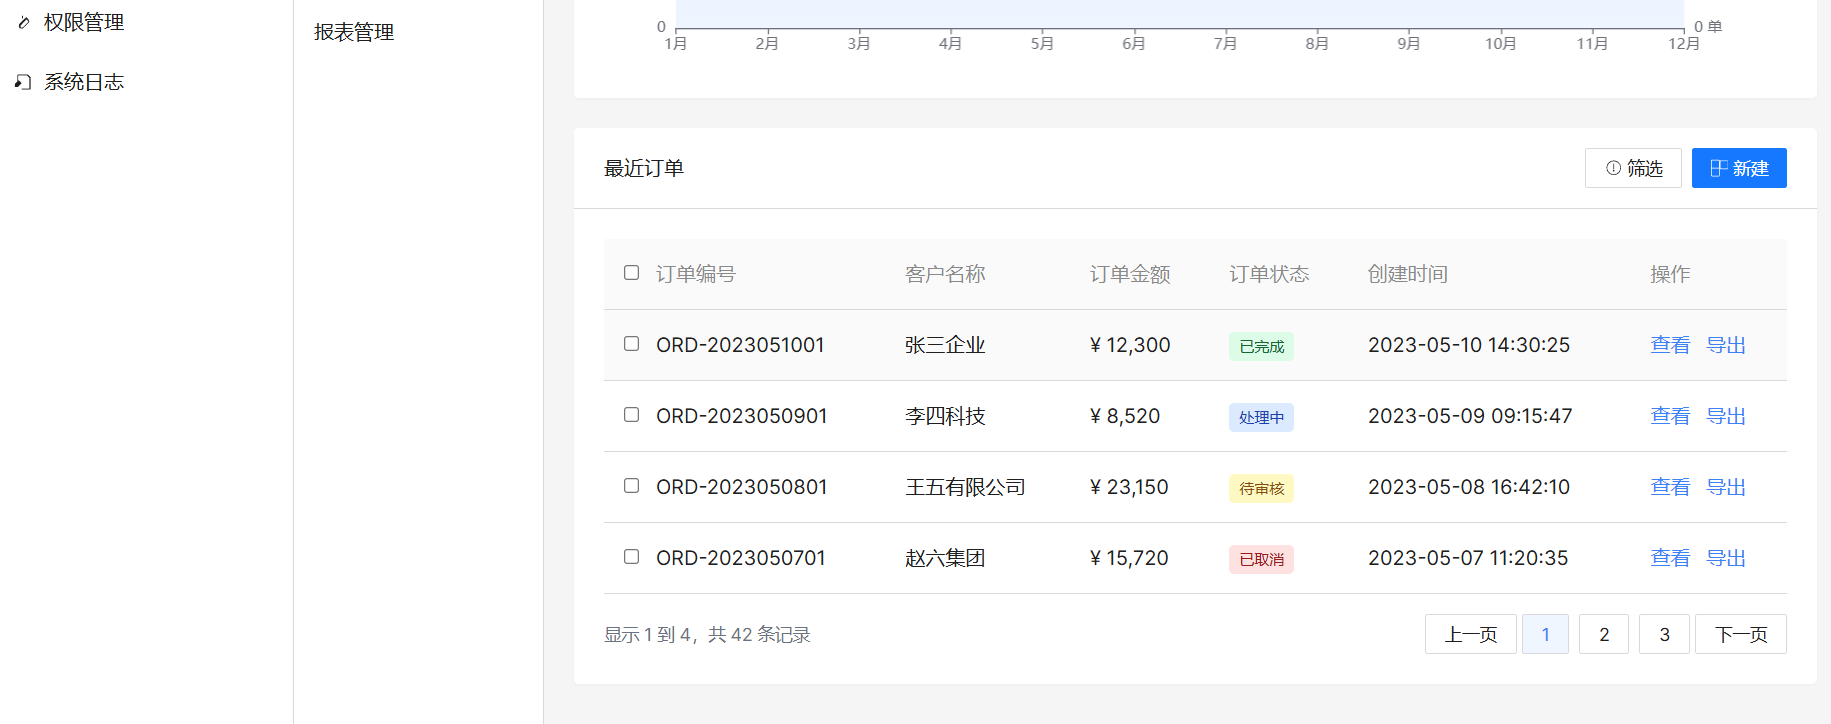 权限管理
系统日志
报表管理
0
0 单
1月 2月 3月 4月 5月 6月 7月 8月 9月 10月 11月 12月
最近订单
筛选 新建
订单编号 客户名称 订单金额 订单状态 创建时间 操作
ORD-2023051001 张三企业 ¥ 12,300 已完成 2023-05-10 14:30:25 查看 导出
ORD-2023050901 李四科技 ¥ 8,520 处理中 2023-05-09 09:15:47 查看 导出
ORD-2023050801 王五有限公司 ¥ 23,150 待审核 2023-05-08 16:42:10 查看 导出
ORD-2023050701 赵六集团 ¥ 15,720 已取消 2023-05-07 11:20:35 查看 导出
显示 1 到 4，共 42 条记录
上一页 1 2 3 下一页